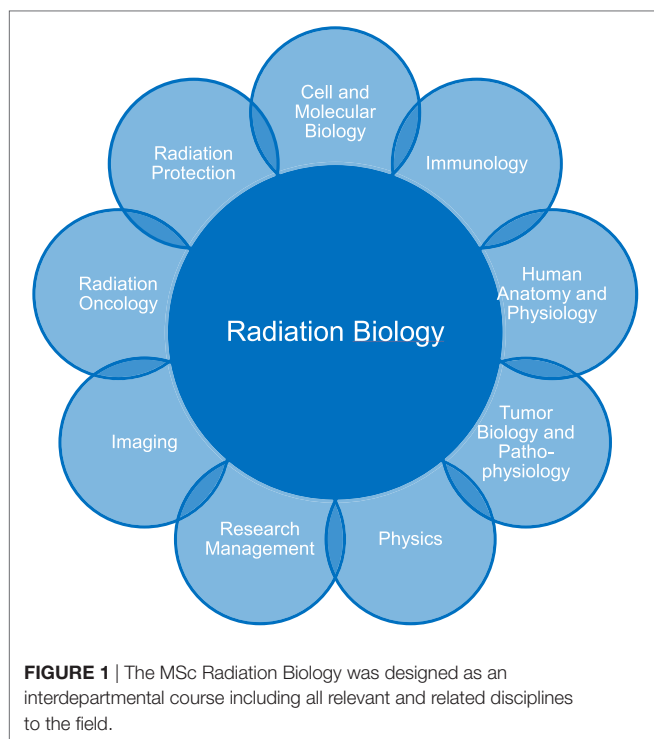 Cell and
Molecular
Biology
Immunology
Human
Anatomy and
Physiology
Tumor
Biology and
Patho-
physiology
Physics
Research
Management
Imaging
Radiation
Oncology
Radiation
Protection
Radiation Biology
FIGURE 1 | The MSc Radiation Biology was designed as an
interdepartmental course including all relevant and related disciplines
to the field.